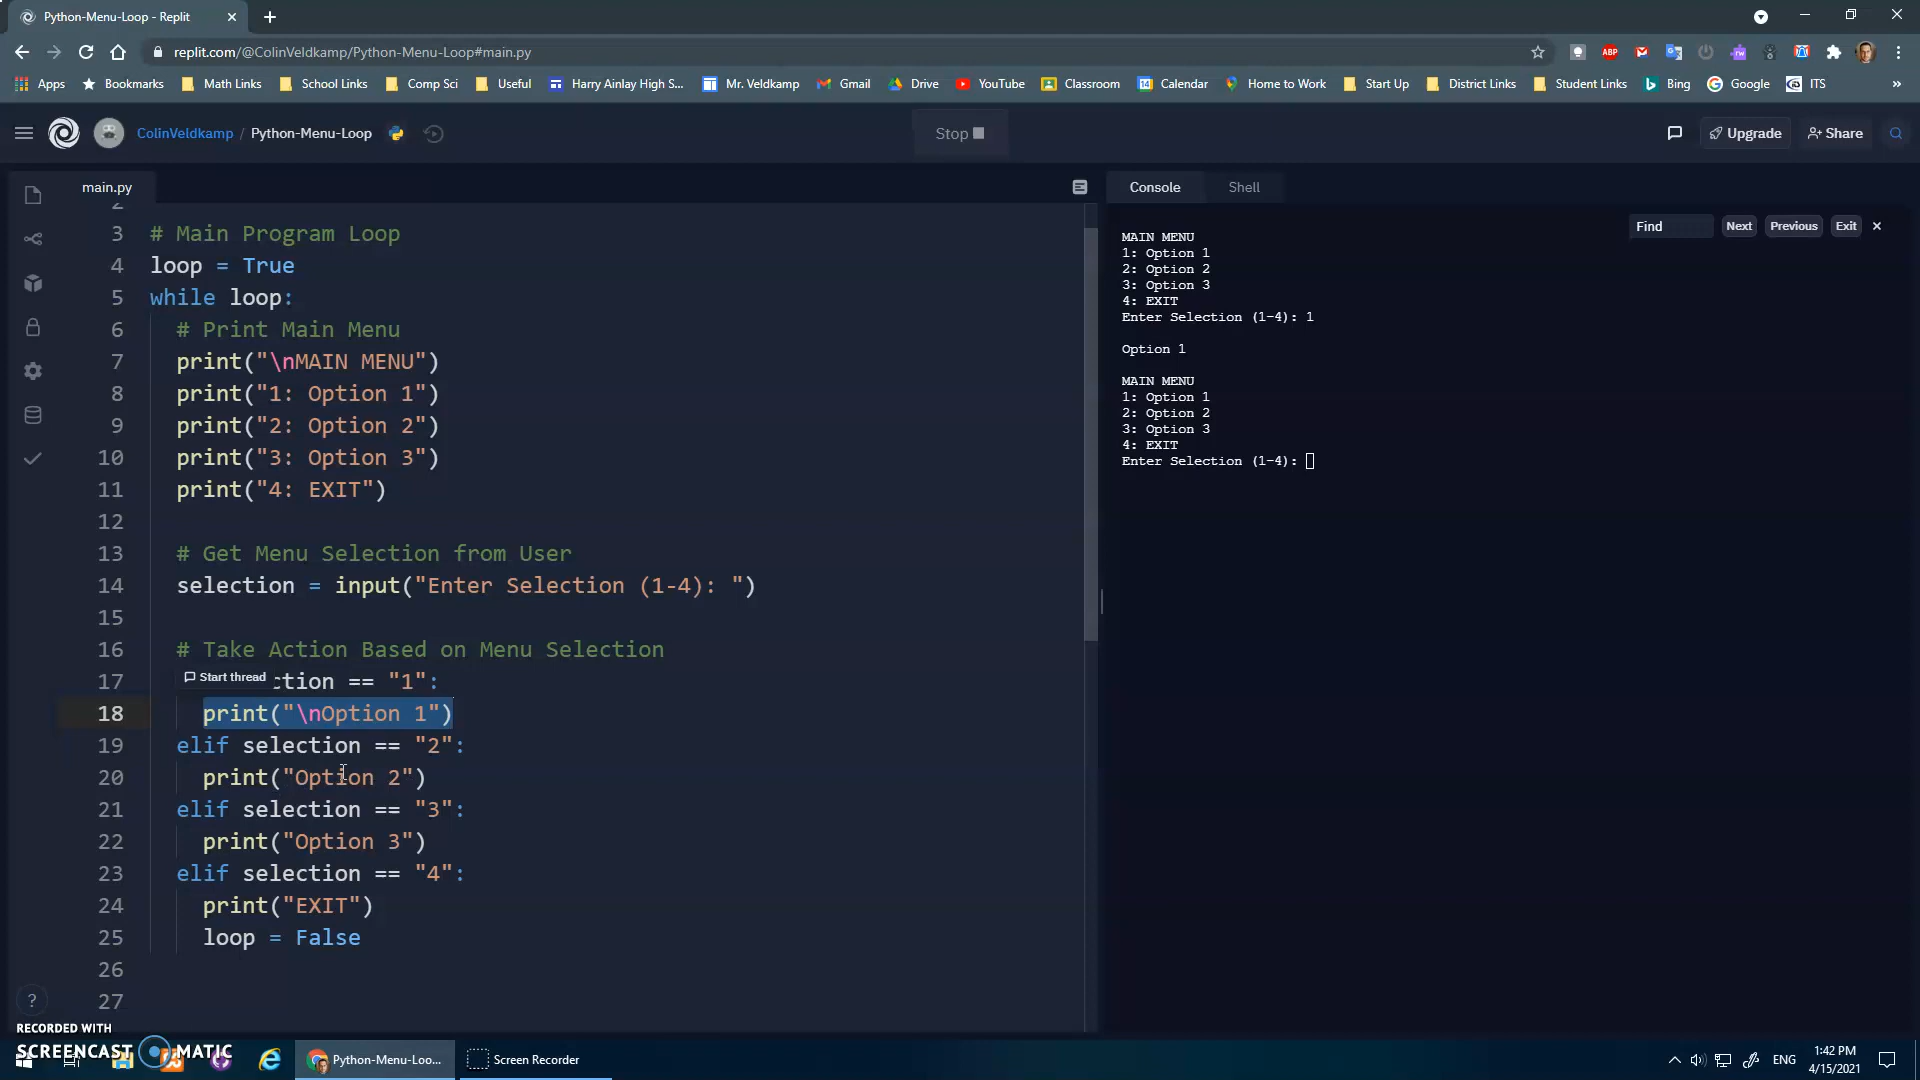 Python-Menu-Loop - Replit
replit.com/@ColinVeldkamp/Python-Menu-Loop#main.py
ABP
Apps Bookmarks Math Links School Links Comp Sci Useful Harry Ainlay High S... Mr. Veldkamp Gmail Drive YouTube Classroom Calendar Home to Work Start Up District Links Student Links Bing Google ITS »
ColinVeldkamp / Python-Menu-Loop
Stop
Upgrade
Share
main.py
2
3 # Main Program Loop
4 loop = True
5 while loop:
6 # Print Main Menu
7 print("\nMAIN MENU")
8 print("1: Option 1")
9 print("2: Option 2")
10 print("3: Option 3")
11 print("4: EXIT")
12
13 # Get Menu Selection from User
14 selection = input("Enter Selection (1-4): ")
15
16 # Take Action Based on Menu Selection
Start thread
17 ction == "1":
18 print("\nOption 1")
19 elif selection == "2":
20 print("Option 2")
21 elif selection == "3":
22 print("Option 3")
23 elif selection == "4":
24 print("EXIT")
25 loop = False
26
27
Console Shell
Find Next Previous Exit ×
MAIN MENU
1: Option 1
2: Option 2
3: Option 3
4: EXIT
Enter Selection (1-4): 1
Option 1
MAIN MENU
1: Option 1
2: Option 2
3: Option 3
4: EXIT
Enter Selection (1-4):
?
RECORDED WITH
SCREENCAST MATIC
Python-Menu-Loo...
Screen Recorder
ENG
1:42 PM
4/15/2021